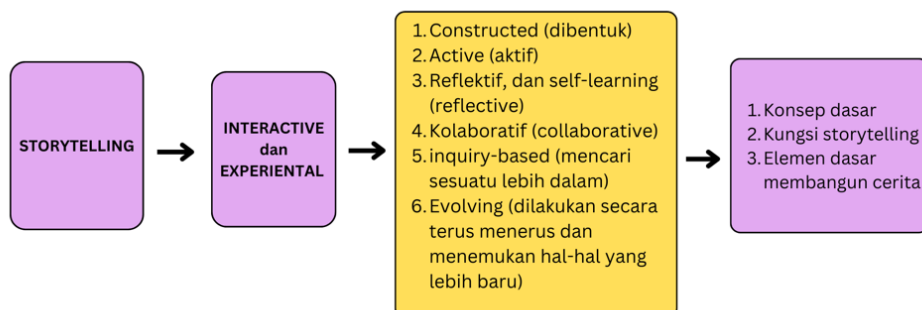 STORYTELLING
INTERACTIVE
dan
EXPERIENTAL
1. Constructed (dibentuk)
2. Active (aktif)
3. Reflektif, dan self-learning
(reflective)
4. Kolaboratif (collaborative)
5. inquiry-based (mencari
sesuatu lebih dalam)
6. Evolving (dilakukan secara
terus menerus dan
menemukan hal-hal yang
lebih baru)
1. Konsep dasar
2. Kungsi storytelling
3. Elemen dasar
membangun cerita